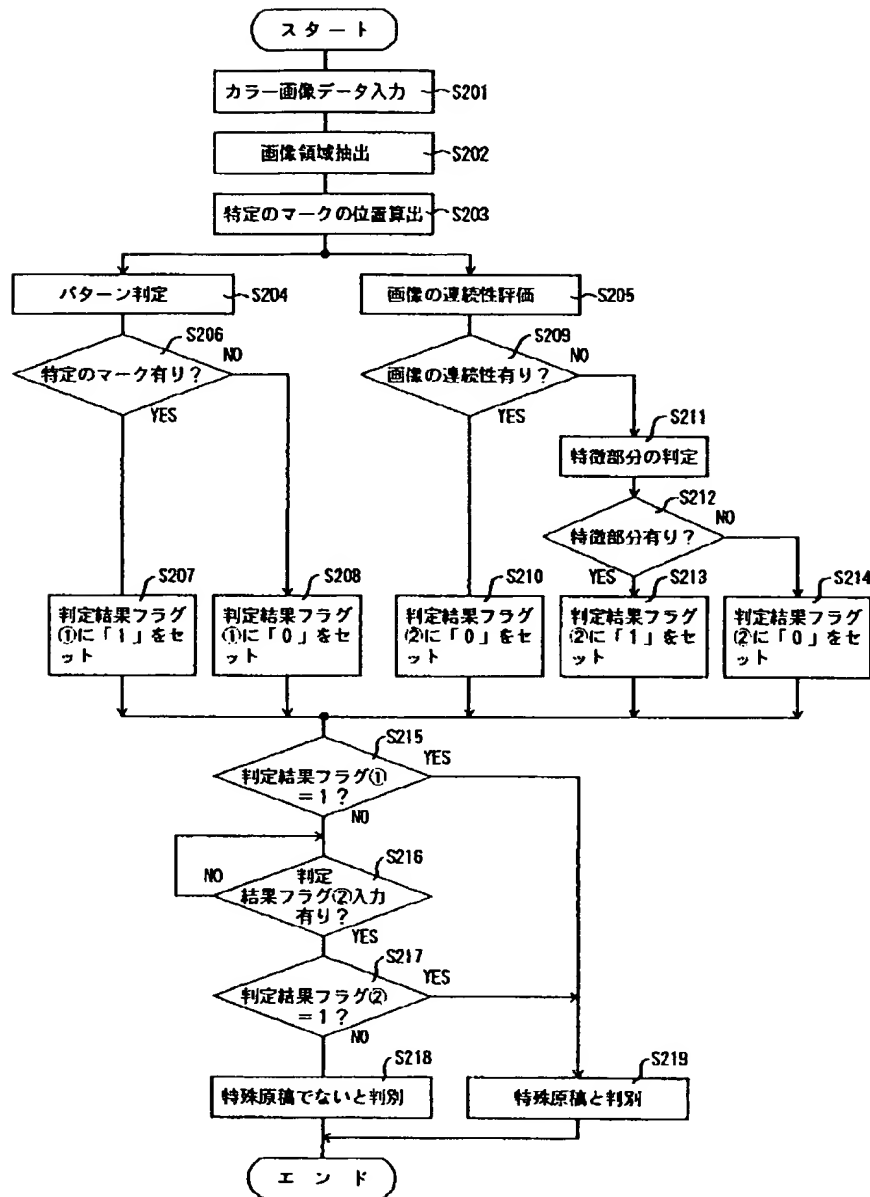 スタート
カラー画像データ入力
S201
画像領域抽出
S202
特定のマークの位置算出
S203
パターン判定
S204
画像の連続性評価
S205
S206
特定のマーク有り?
NO
YES
S209
画像の連続性有り?
NO
YES
S211
特徴部分の判定
S212
特徴部分有り?
NO
YES
S207
判定結果フラグ
①に「1」をセ
ット
S208
判定結果フラグ
①に「0」をセ
ット
S210
判定結果フラグ
②に「0」をセ
ット
S213
判定結果フラグ
②に「1」をセ
ット
S214
判定結果フラグ
②に「0」をセ
ット
S215
判定結果フラグ①
=1?
YES
NO
S216
判定
結果フラグ②入力
有り?
NO
YES
S217
判定結果フラグ②
=1?
YES
NO
S218
特殊原稿でないと判別
S219
特殊原稿と判別
エンド